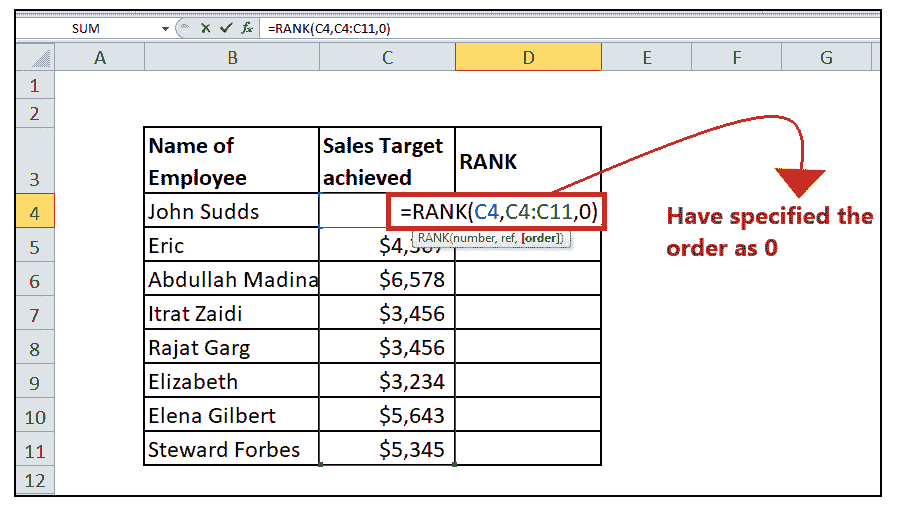 SUM =RANK(C4,C4:C11,0)
A B C D E F G
1
2
3 Name of Employee Sales Target achieved RANK
4 John Sudds =RANK(C4,C4:C11,0)
RANK(number, ref, [order])
Have specified the
order as 0
5 Eric
6 Abdullah Madina $6,578
7 Itrat Zaidi $3,456
8 Rajat Garg $3,456
9 Elizabeth $3,234
10 Elena Gilbert $5,643
11 Steward Forbes $5,345
12